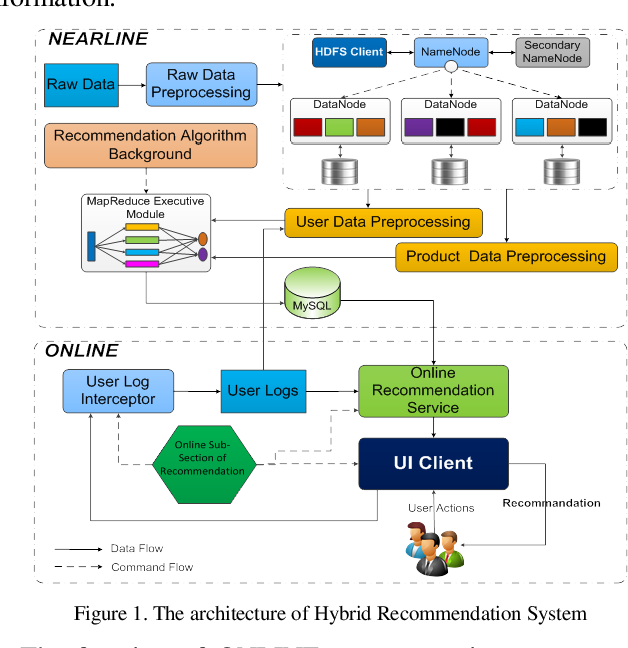 formation.
NEARLINE
HDFS Client
NameNode
Secondary
NameNode
Raw Data
Raw Data
Preprocessing
DataNode
DataNode
DataNode
Recommendation Algorithm
Background
MapReduce Executive
Module
User Data Preprocessing
Product Data Preprocessing
MySQL
ONLINE
User Log
Interceptor
User Logs
Online
Recommendation
Service
Online Sub-
Section of
Recommendation
UI Client
User Actions
Recommandation
Data Flow
Command Flow
Figure 1. The architecture of Hybrid Recommendation System